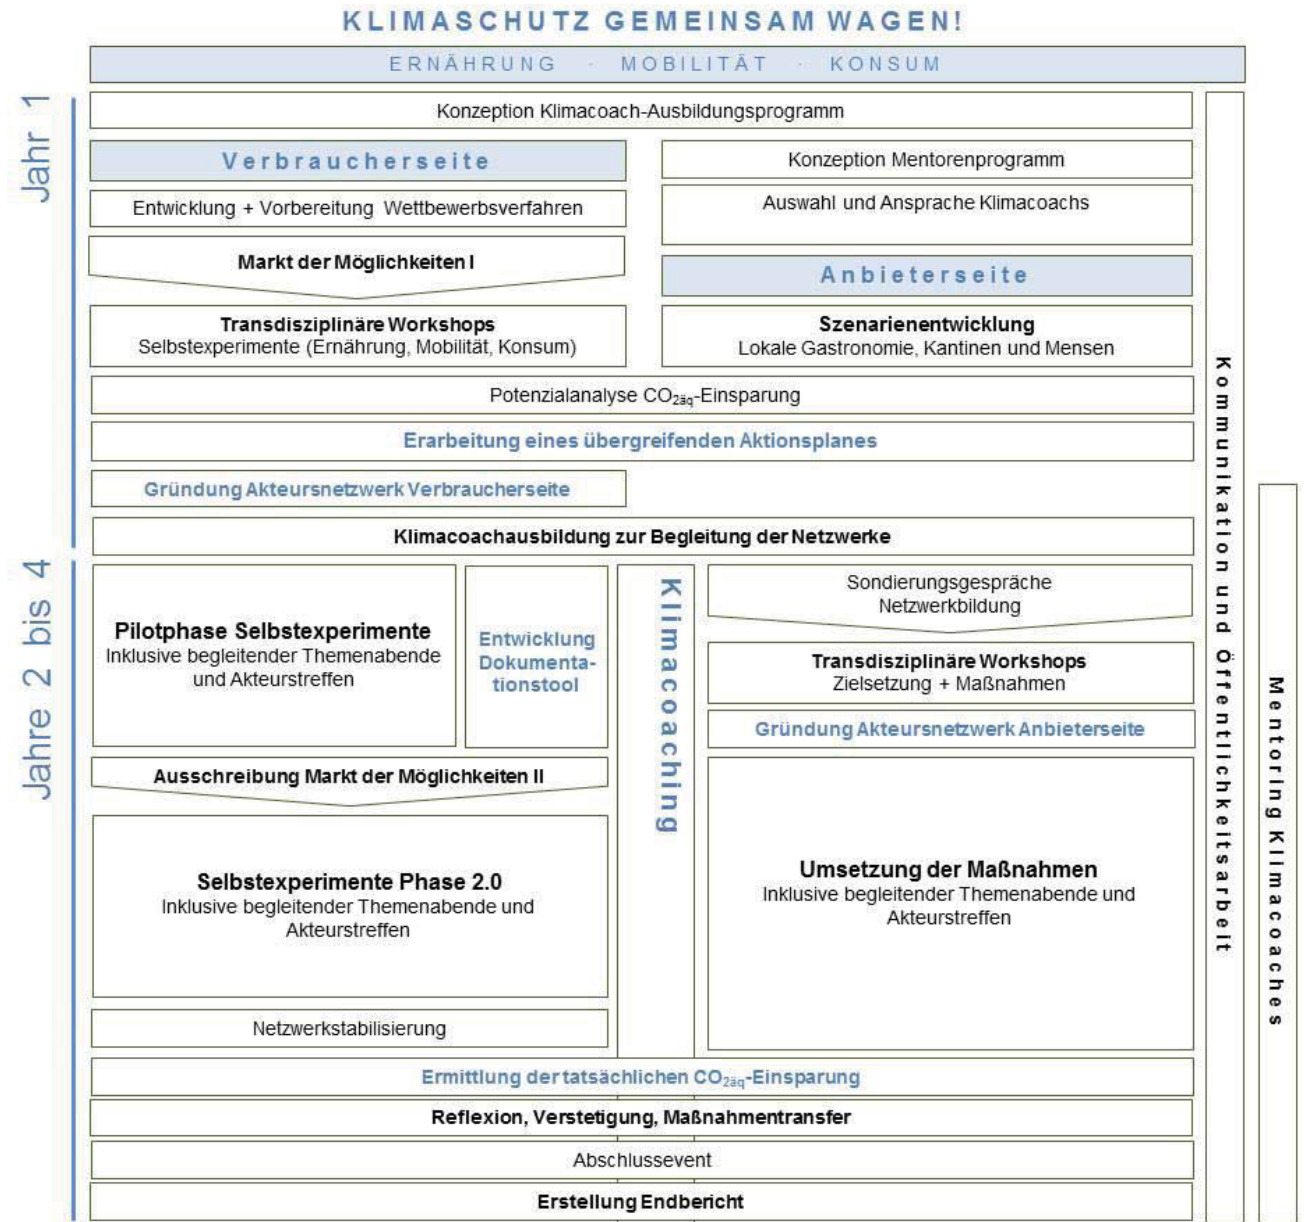 KLIMASCHUTZ GEMEINSAM WAGEN!
ERNÄHRUNG · MOBILITÄT · KONSUM
Jahr 1
Konzeption Klimacoach-Ausbildungsprogramm
Verbraucherseite
Entwicklung + Vorbereitung Wettbewerbsverfahren
Markt der Möglichkeiten I
Transdisziplinäre Workshops
Selbstexperimente (Ernährung, Mobilität, Konsum)
Konzeption Mentorenprogramm
Auswahl und Ansprache Klimacoachs
Anbieterseite
Szenarienentwicklung
Lokale Gastronomie, Kantinen und Mensen
Potenzialanalyse CO2äq-Einsparung
Erarbeitung eines übergreifenden Aktionsplanes
Gründung Akteursnetzwerk Verbraucherseite
Klimacoachausbildung zur Begleitung der Netzwerke
Jahre 2 bis 4
Pilotphase Selbstexperimente
Inklusive begleitender Themenabende
und Akteurstreffen
Entwicklung
Dokumenta-
tionstool
Ausschreibung Markt der Möglichkeiten II
Selbstexperimente Phase 2.0
Inklusive begleitender Themenabende und
Akteurstreffen
Netzwerkstabilisierung
Klimacoaching
Sondierungsgespräche
Netzwerkbildung
Transdisziplinäre Workshops
Zielsetzung + Maßnahmen
Gründung Akteursnetzwerk Anbieterseite
Umsetzung der Maßnahmen
Inklusive begleitender Themenabende und
Akteurstreffen
Ermittlung der tatsächlichen CO2äq-Einsparung
Reflexion, Verstetigung, Maßnahmentransfer
Abschlussevent
Erstellung Endbericht
Kommunikation und Öffentlichkeitsarbeit
Mentoring Klimacoaches